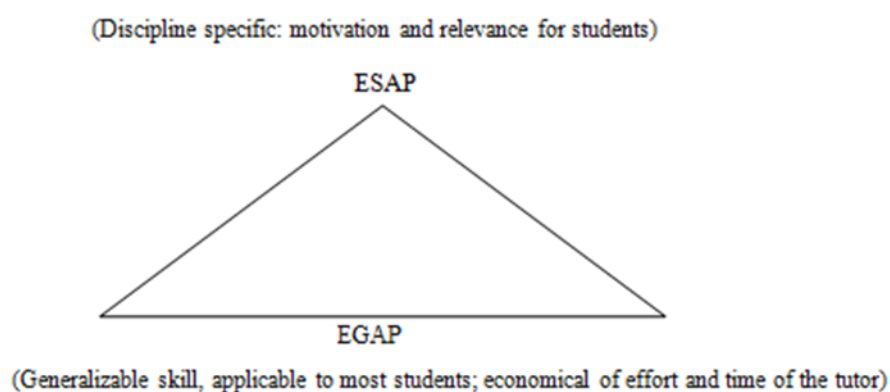 (Discipline specific: motivation and relevance for students)
ESAP
EGAP
(Generalizable skill, applicable to most students; economical of effort and time of the tutor)